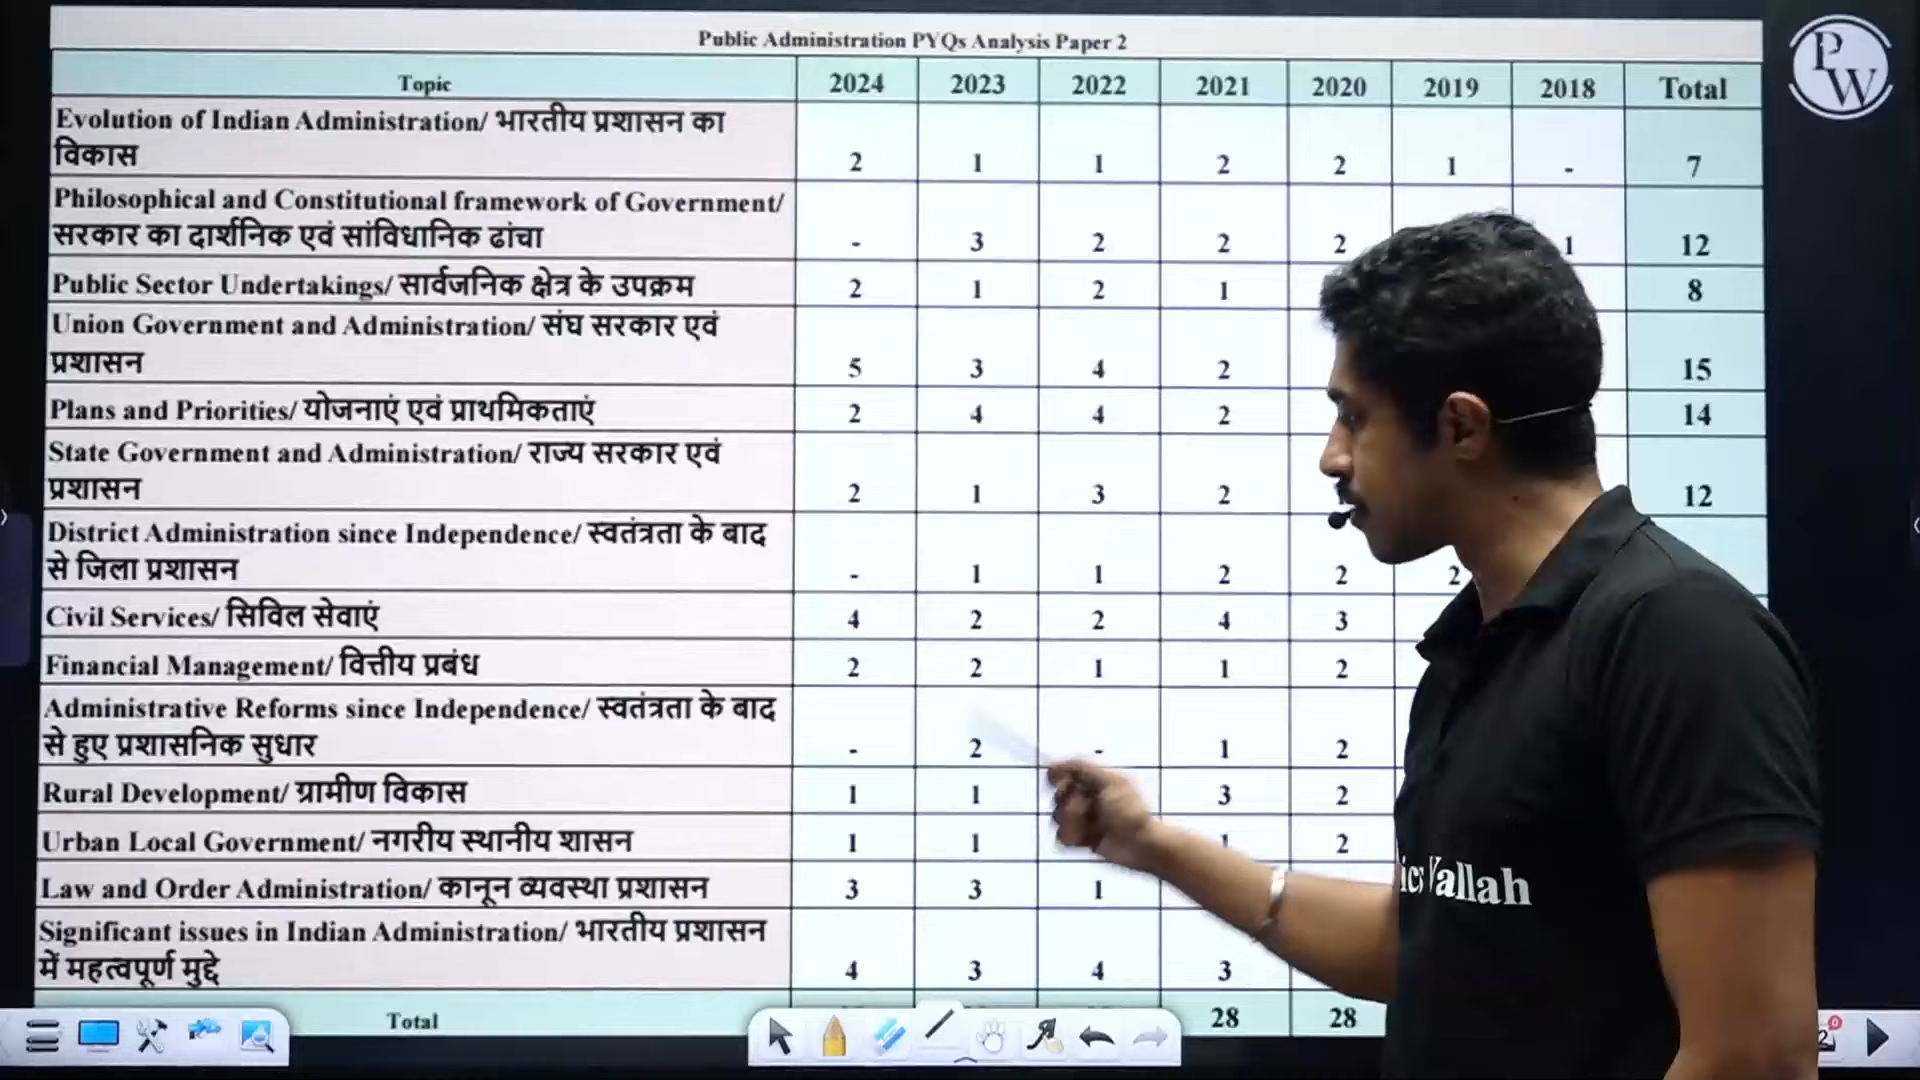 Public Administration PYQs Analysis Paper 2
Topic 2024 2023 2022 2021 2020 2019 2018 Total
Evolution of Indian Administration/ भारतीय प्रशासन का
विकास 2 1 1 2 2 1 - 7
Philosophical and Constitutional framework of Government/
सरकार का दार्शनिक एवं सांविधानिक ढांचा - 3 2 2 2 1 12
Public Sector Undertakings/ सार्वजनिक क्षेत्र के उपक्रम 2 1 2 1 8
Union Government and Administration/ संघ सरकार एवं
प्रशासन 5 3 4 2 15
Plans and Priorities/ योजनाएं एवं प्राथमिकताएं 2 4 4 2 14
State Government and Administration/ राज्य सरकार एवं
प्रशासन 2 1 3 2 12
District Administration since Independence/ स्वतंत्रता के बाद
से जिला प्रशासन - 1 1 2 2 2
Civil Services/ सिविल सेवाएं 4 2 2 4 3
Financial Management/ वित्तीय प्रबंध 2 2 1 1 2
Administrative Reforms since Independence/ स्वतंत्रता के बाद
से हुए प्रशासनिक सुधार - 2 - 1 2
Rural Development/ ग्रामीण विकास 1 1 3 2
Urban Local Government/ नगरीय स्थानीय शासन 1 1 1 2
Law and Order Administration/ कानून व्यवस्था प्रशासन 3 3 1
Significant issues in Indian Administration/ भारतीय प्रशासन
में महत्वपूर्ण मुद्दे 4 3 4 3
Total 28 28
PW
Vallah